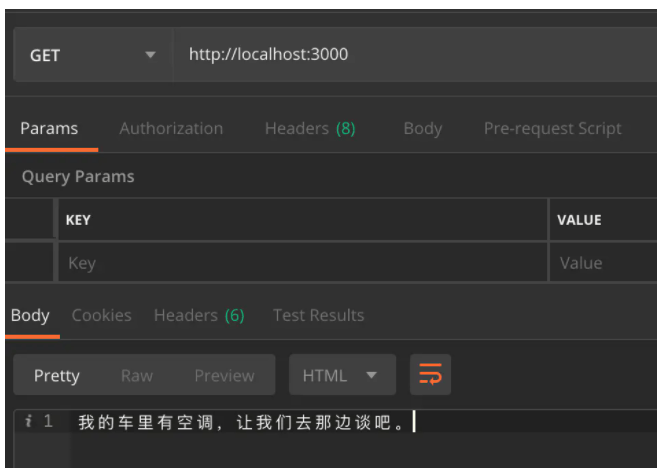 GET http://localhost:3000
Params Authorization Headers (8) Body Pre-request Script
Query Params
KEY VALUE
Key Value
Body Cookies Headers (6) Test Results
Pretty Raw Preview HTML
i 1 我的车里有空调，让我们去那边谈吧。